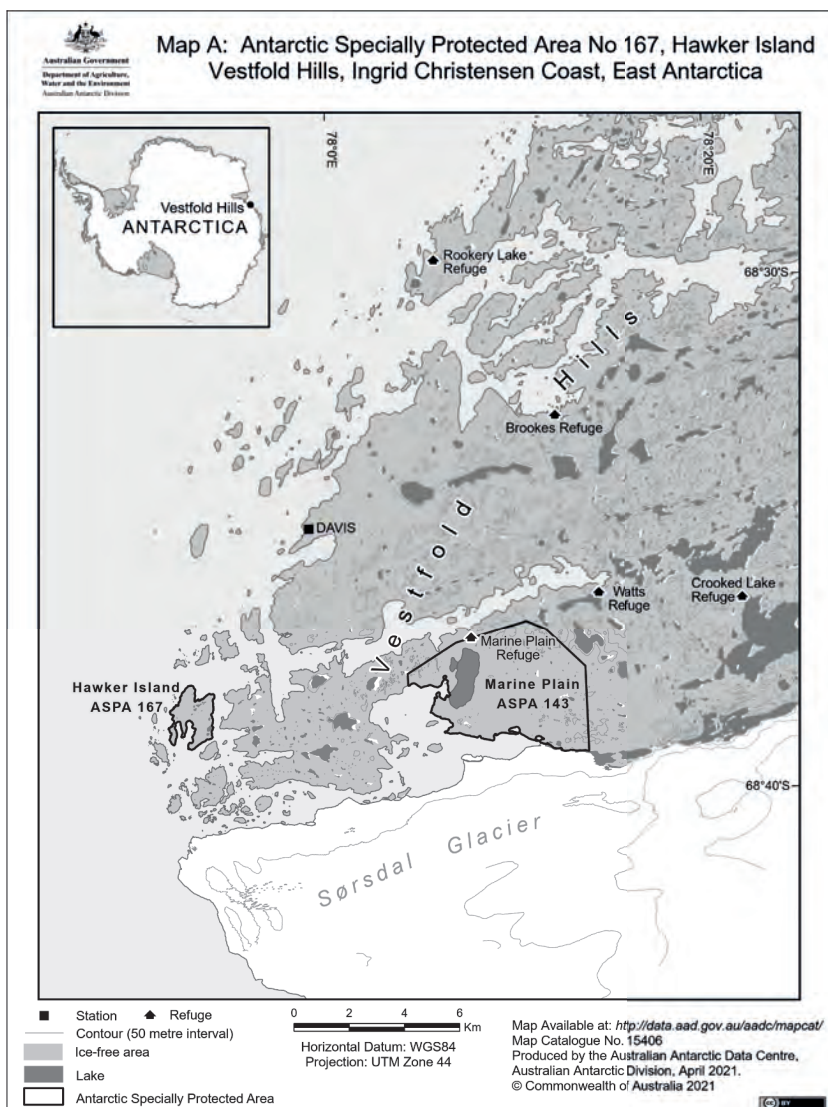 Australian Government
Department of Agriculture,
Water and the Environment
Australian Antarctic Division
Map A: Antarctic Specially Protected Area No 167, Hawker Island
Vestfold Hills, Ingrid Christensen Coast, East Antarctica
78°0'E
78°20'E
Vestfold Hills
ANTARCTICA
Rookery Lake
Refuge
68°30'S
Vestfold Hills
Brookes Refuge
DAVIS
Watts
Refuge
Crooked Lake
Refuge
Marine Plain
Refuge
Hawker Island
ASPA 167
Marine Plain
ASPA 143
68°40'S
Sørsdal Glacier
Station
Refuge
Contour (50 metre interval)
Ice-free area
Lake
Antarctic Specially Protected Area
0 2 4 6
Km
Horizontal Datum: WGS84
Projection: UTM Zone 44
Map Available at: http://data.aad.gov.au/aadc/mapcat/
Map Catalogue No. 15406
Produced by the Australian Antarctic Data Centre,
Australian Antarctic Division, April 2021.
© Commonwealth of Australia 2021
cc BY